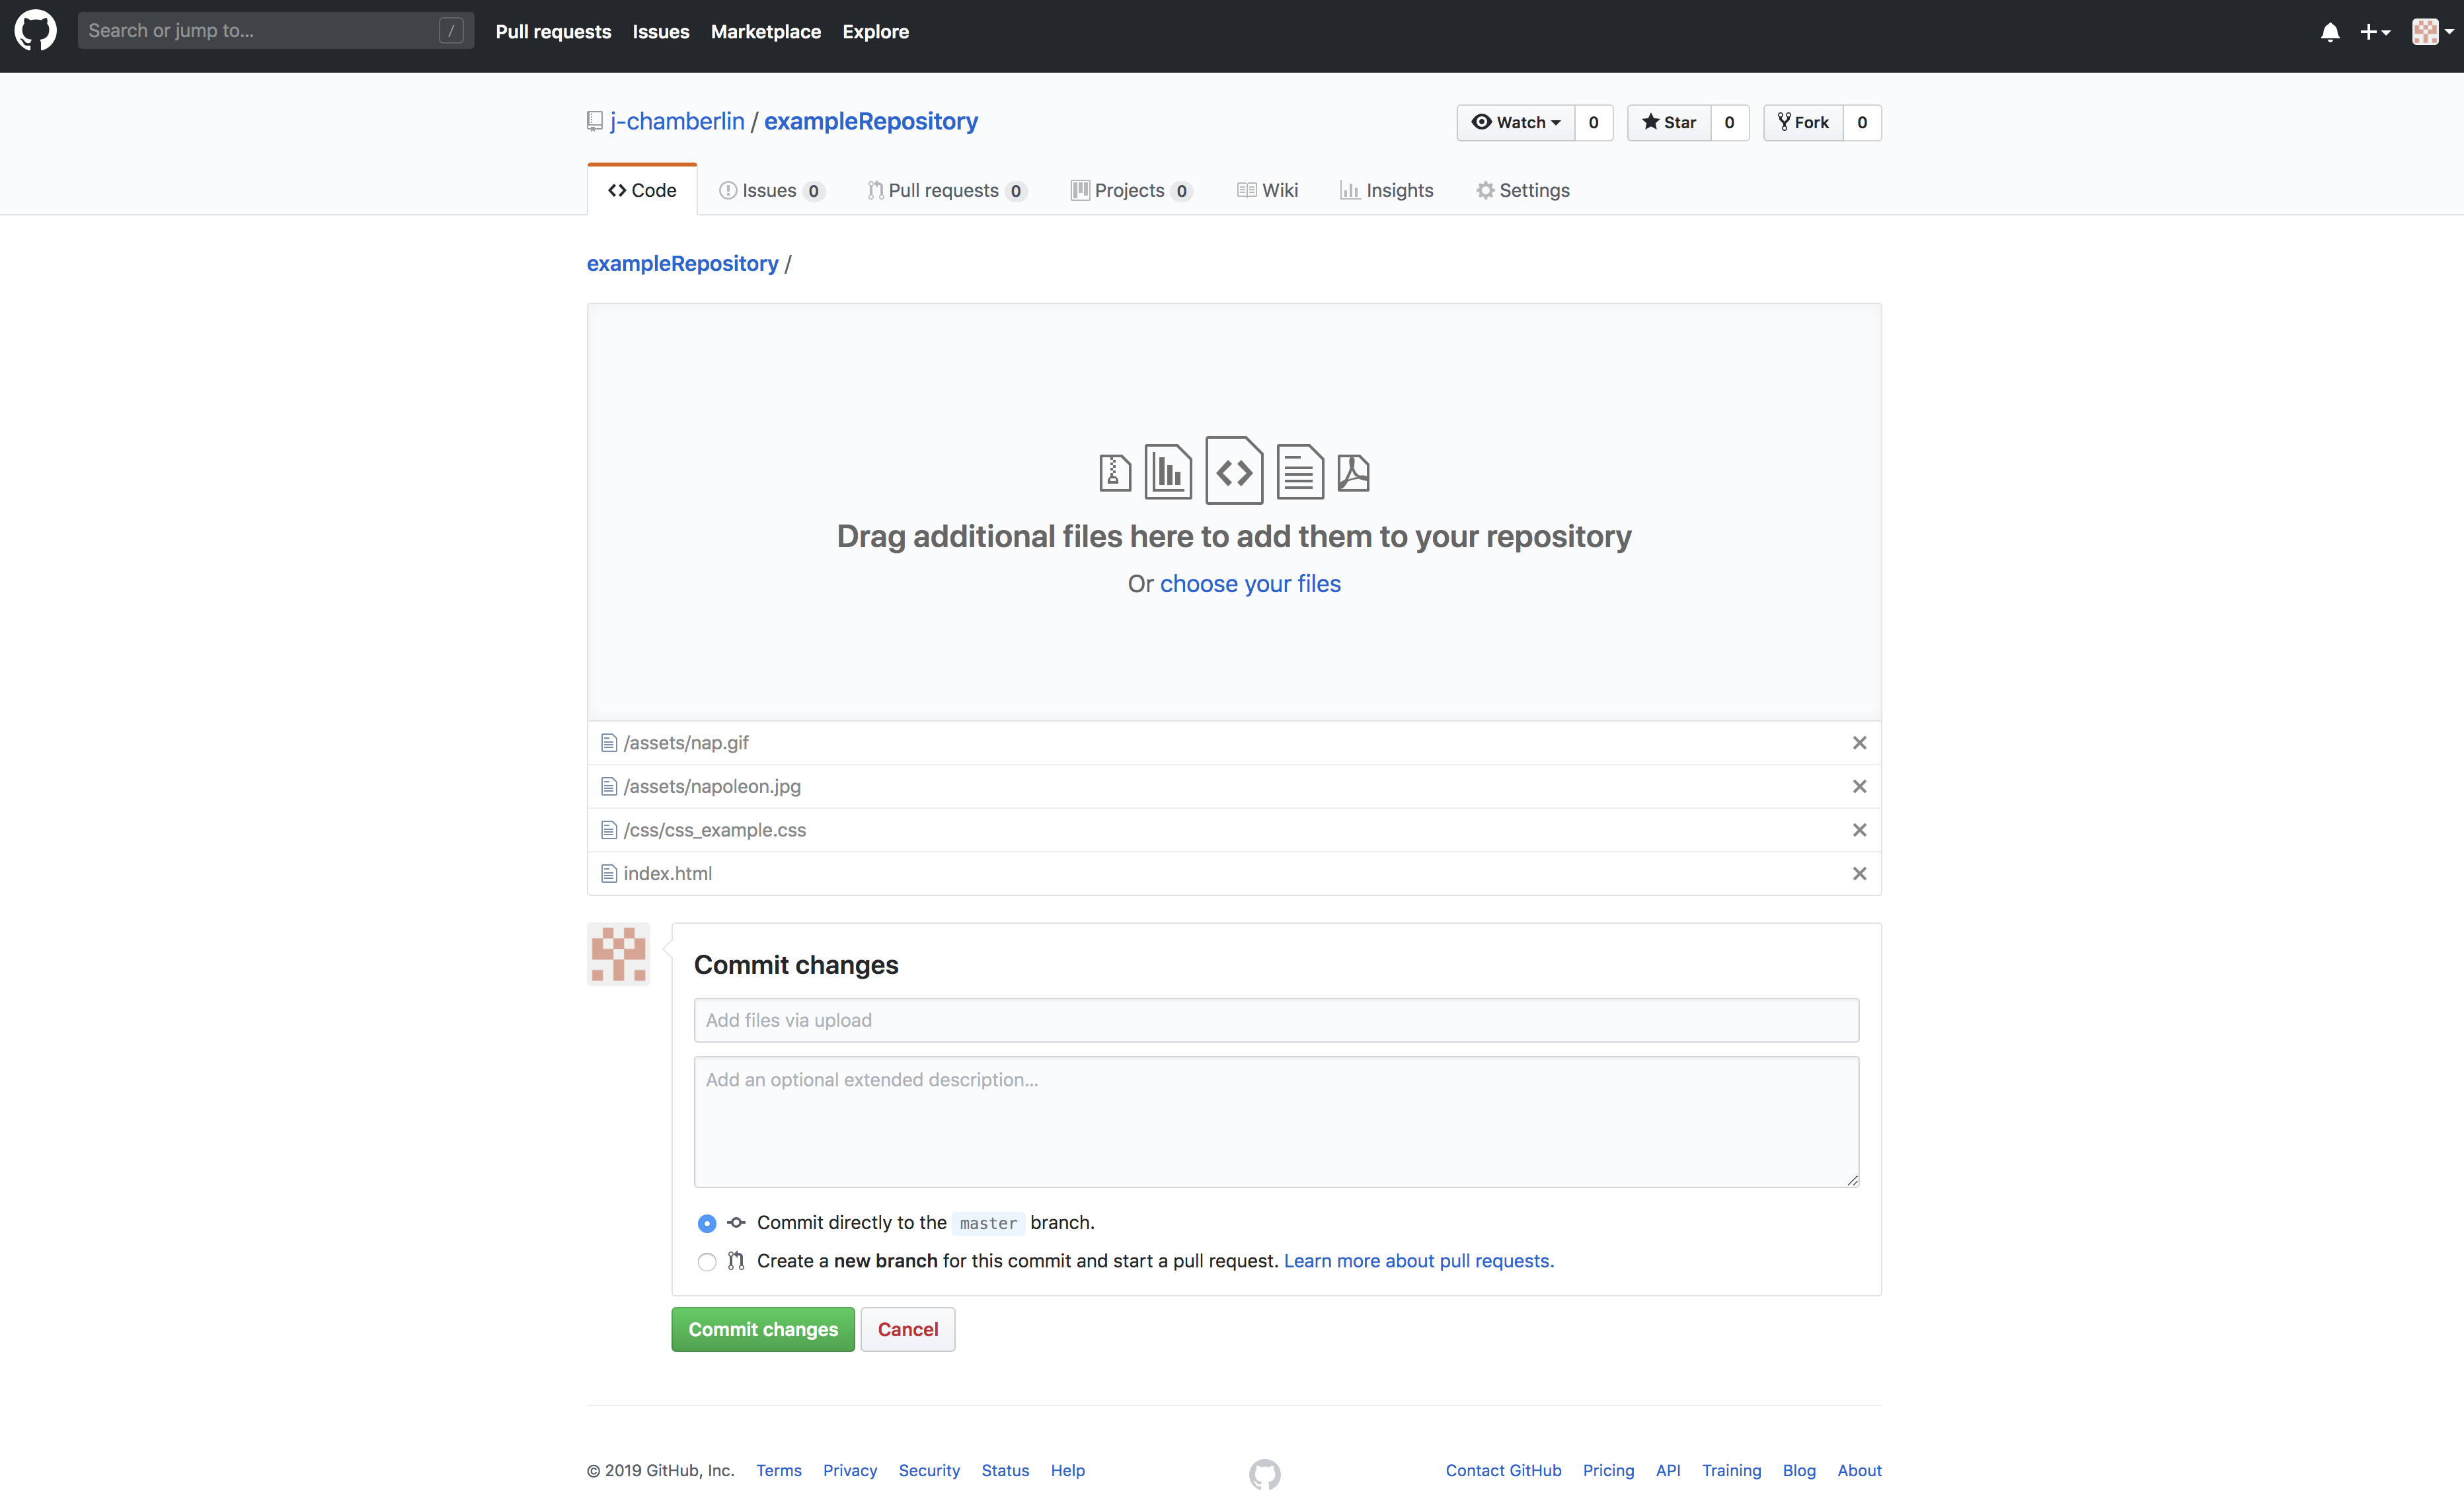 Search or jump to... /
Pull requests Issues Marketplace Explore
j-chamberlin / exampleRepository
Watch 0 Star 0 Fork 0
Code Issues 0 Pull requests 0 Projects 0 Wiki Insights Settings
exampleRepository /
Drag additional files here to add them to your repository
Or choose your files
/assets/nap.gif
/assets/napoleon.jpg
/css/css_example.css
index.html
Commit changes
Add files via upload
Add an optional extended description...
Commit directly to the master branch.
Create a new branch for this commit and start a pull request. Learn more about pull requests.
Commit changes Cancel
© 2019 GitHub, Inc. Terms Privacy Security Status Help Contact GitHub Pricing API Training Blog About